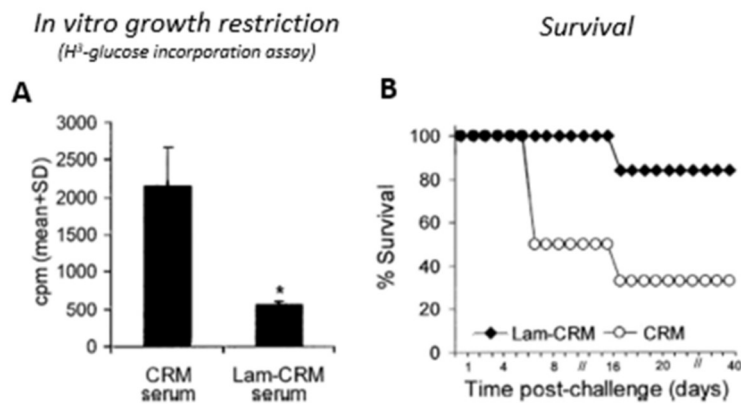 In vitro growth restriction
(H³-glucose incorporation assay)
Survival
A
3000
2500
2000
1500
1000
500
0
cpm (mean+SD)
*
CRM
serum
Lam-CRM
serum
B
100
80
60
40
20
0
% Survival
Lam-CRM
CRM
1 4 8 // 16 20 // 40
Time post-challenge (days)